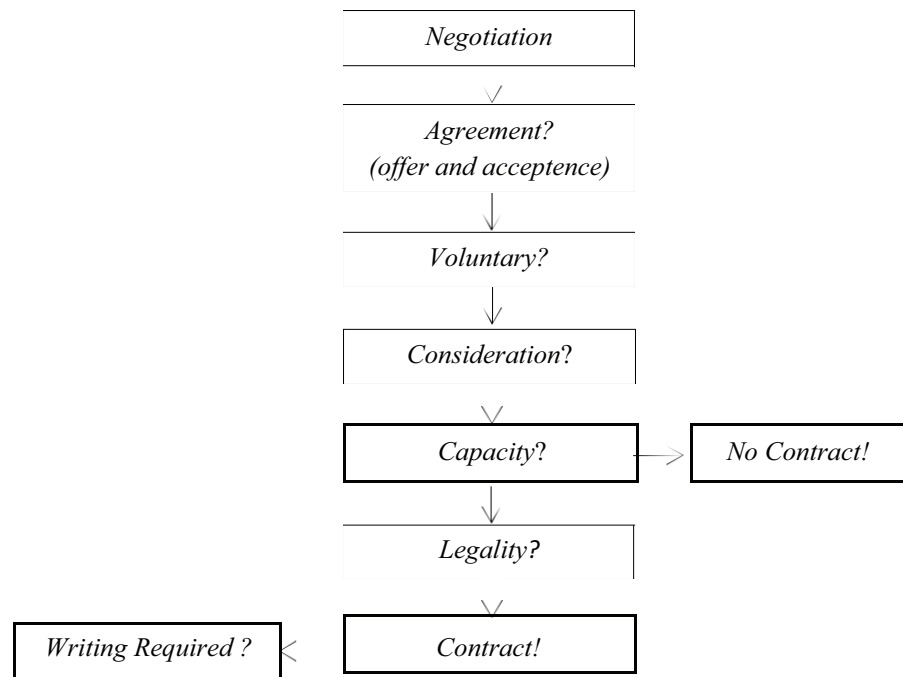 Negotiation
Agreement?
(offer and acceptence)
Voluntary?
Consideration?
Capacity?
No Contract!
Legality?
Writing Required ?
Contract!